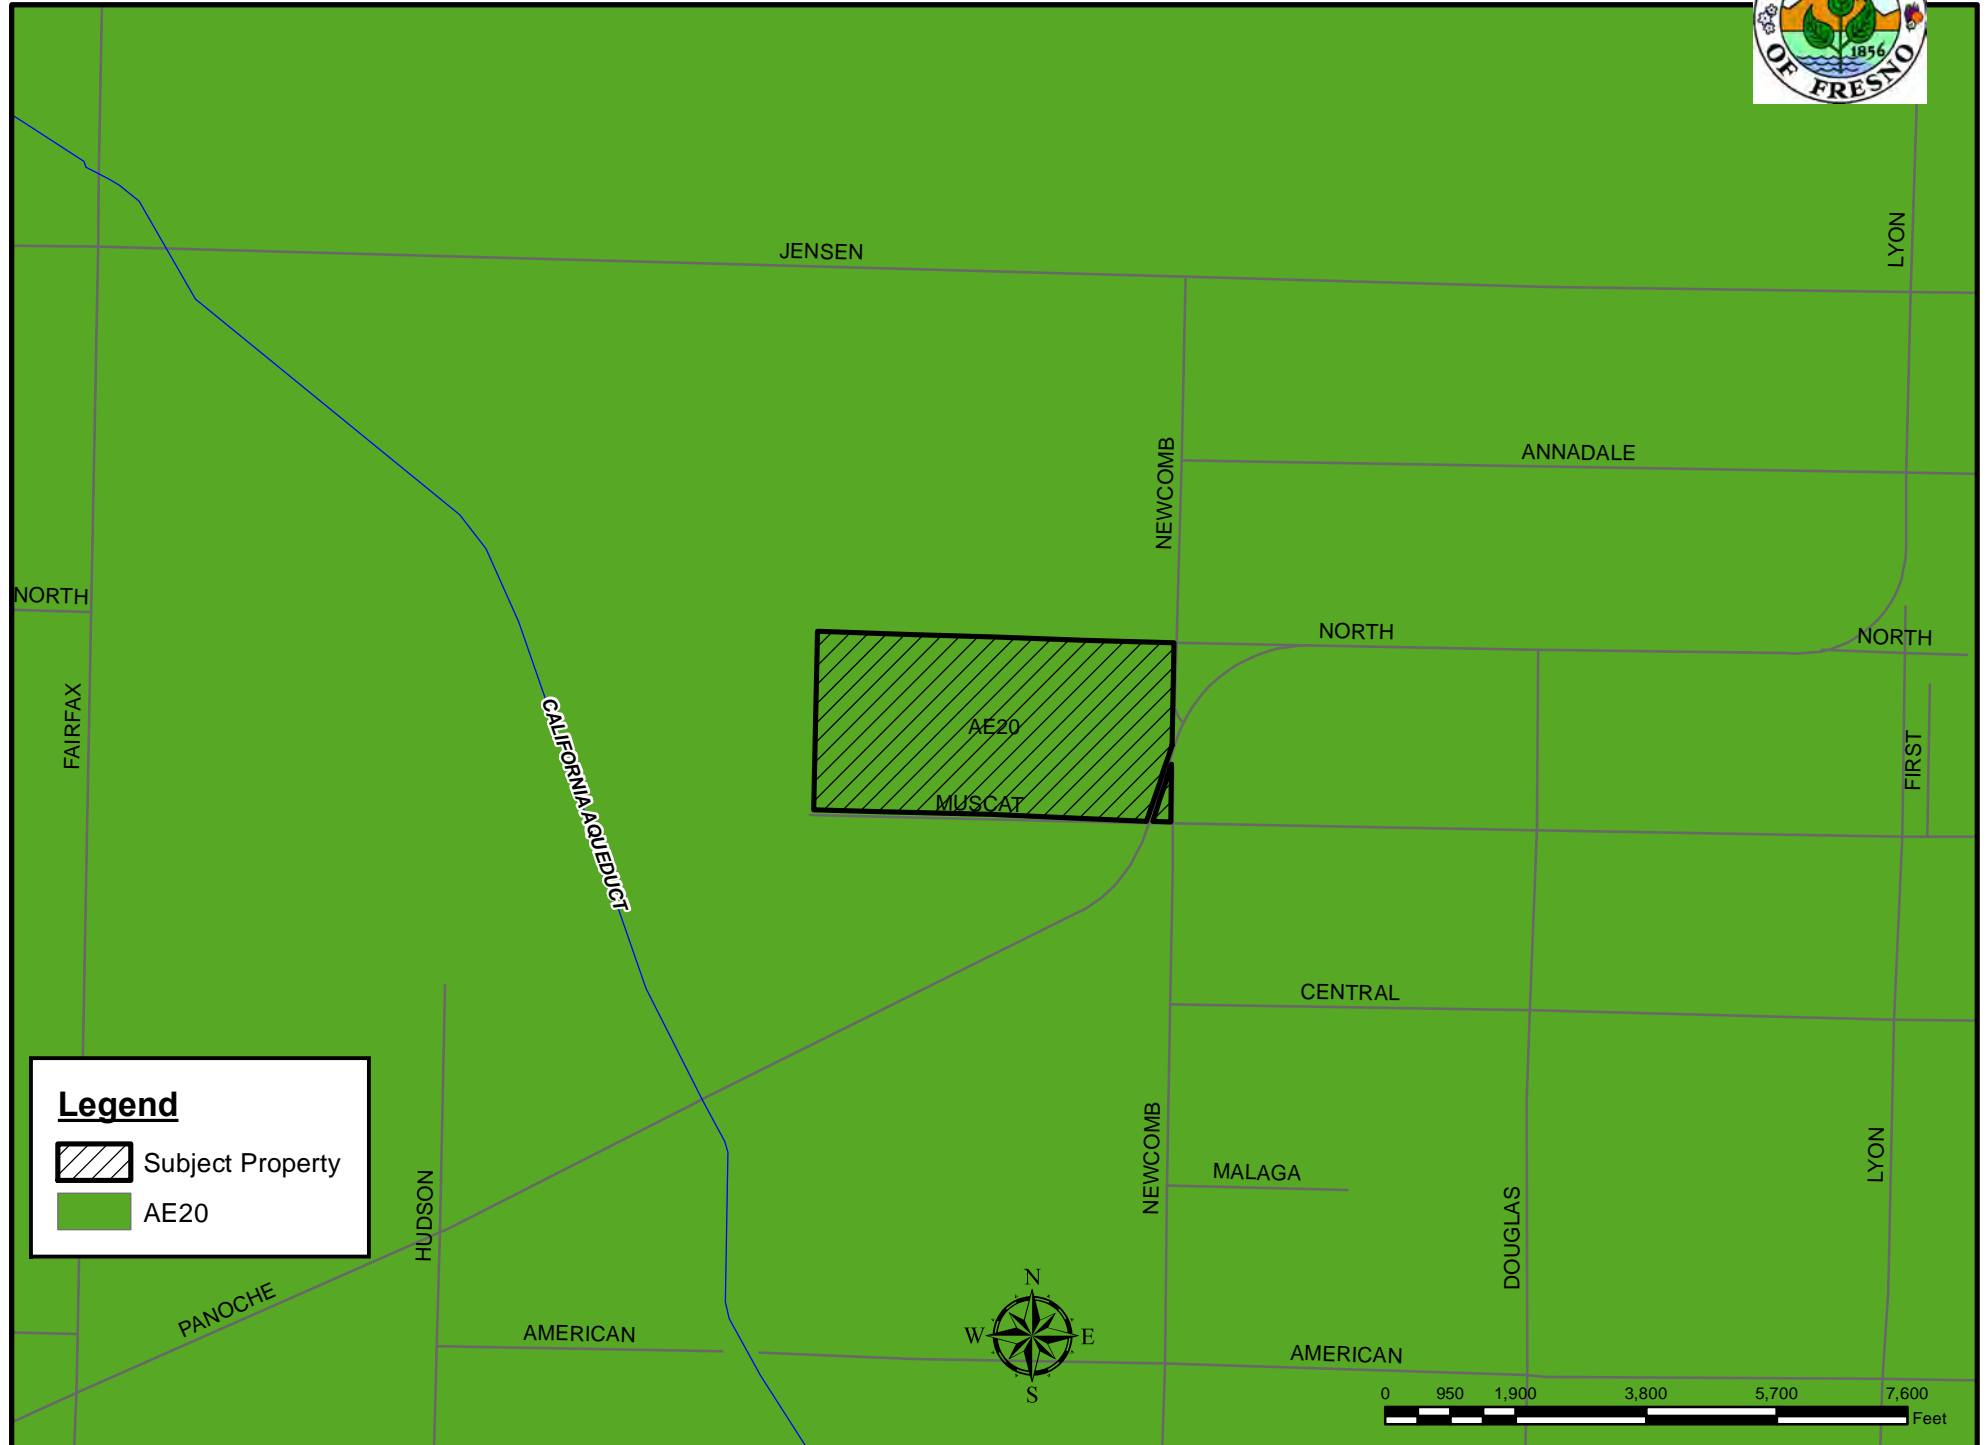 1856
OF FRESNO
LYON
JENSEN
NEWCOMB
ANNADALE
NORTH
NORTH
NORTH
FAIRFAX
AE20
FIRST
CALIFORNIA AQUEDUCT
MUSCAT
CENTRAL
Legend
Subject Property
AE20
HUDSON
NEWCOMB
MALAGA
LYON
DOUGLAS
PANOCHE
AMERICAN
N
W E
S
AMERICAN
0 950 1,900 3,800 5,700 7,600
Feet